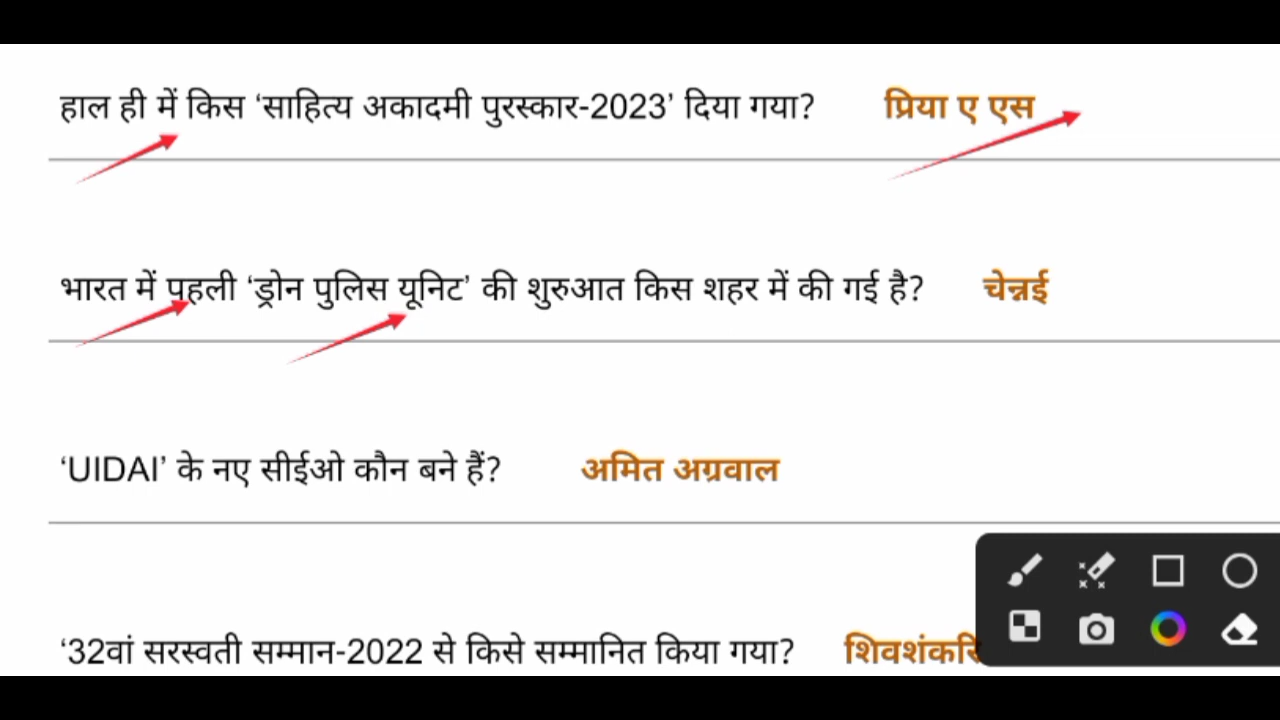 हाल ही में किस ‘साहित्य अकादमी पुरस्कार-2023’ दिया गया? प्रिया ए एस
भारत में पहली ‘ड्रोन पुलिस यूनिट’ की शुरुआत किस शहर में की गई है? चेन्नई
‘UIDAI’ के नए सीईओ कौन बने हैं? अमित अग्रवाल
‘32वां सरस्वती सम्मान-2022 से किसे सम्मानित किया गया?